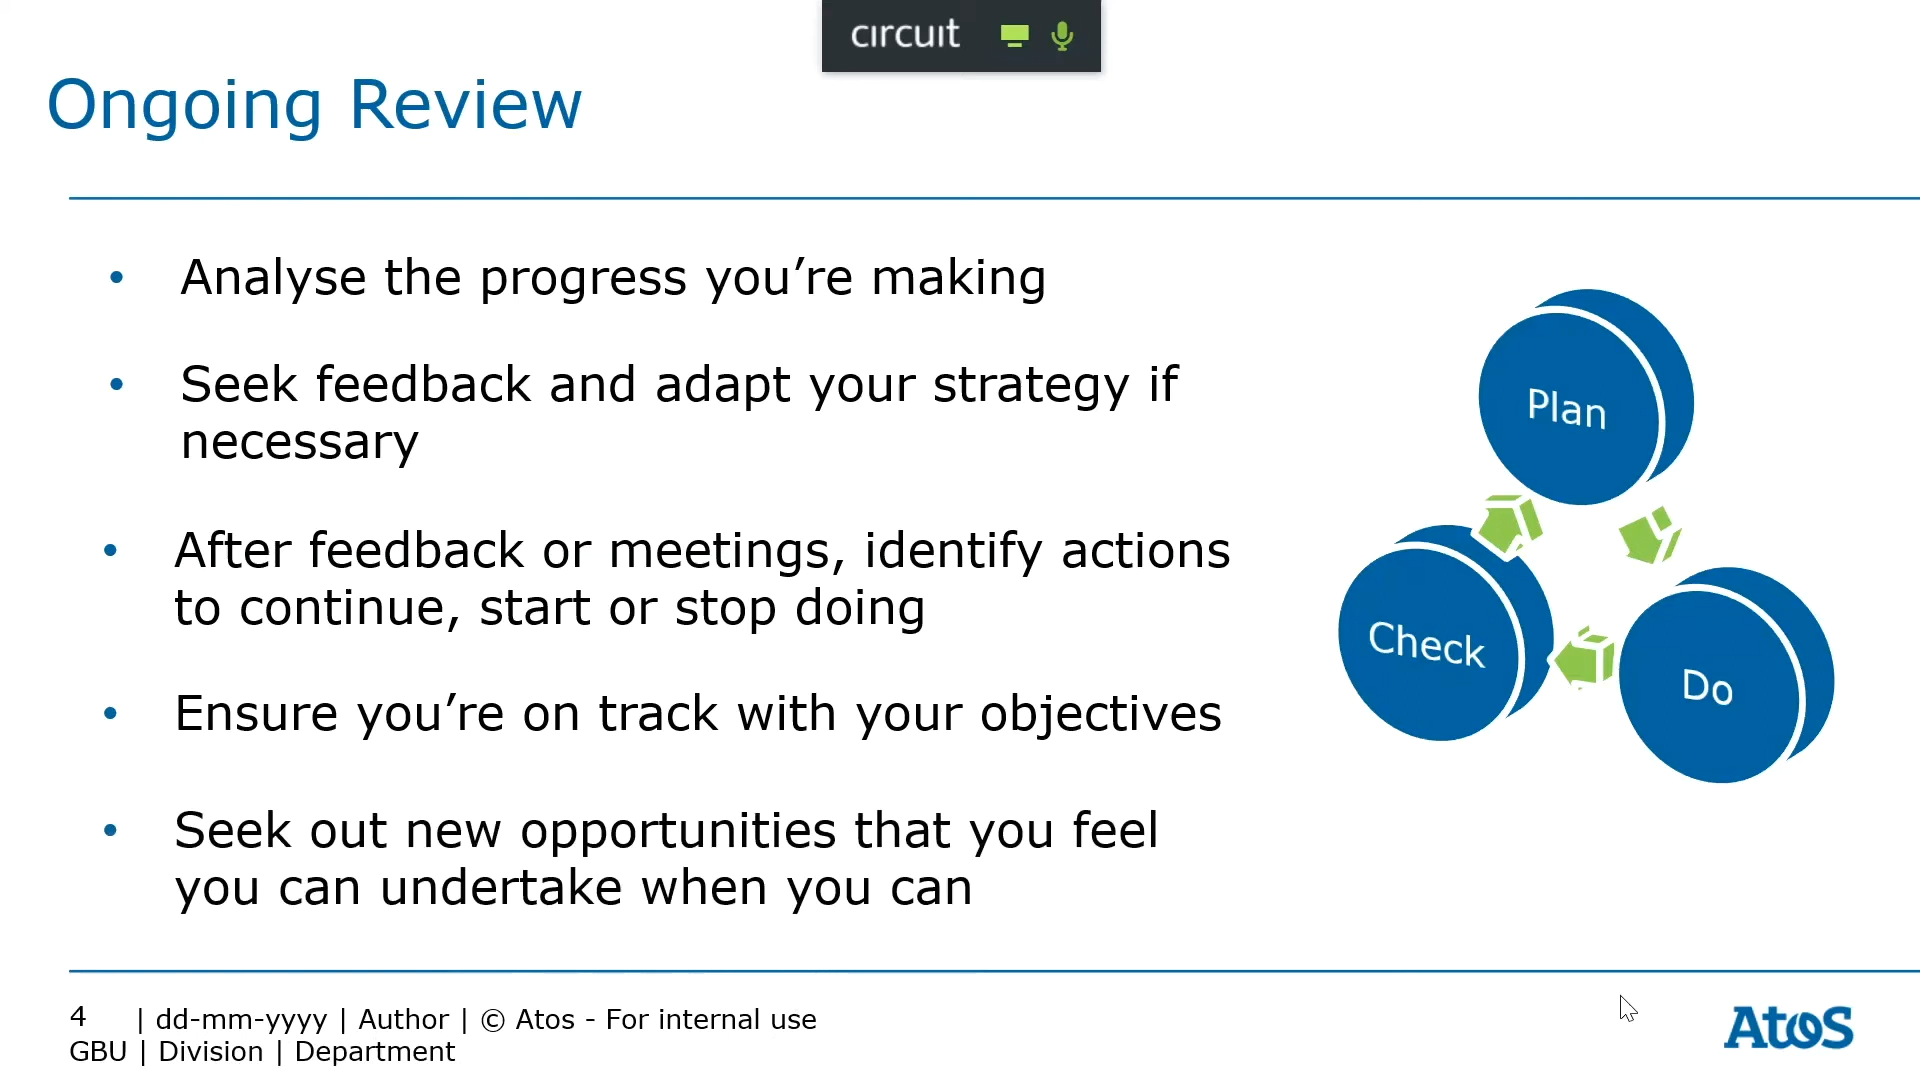 circuit
Ongoing Review
• Analyse the progress you’re making
• Seek feedback and adapt your strategy if
necessary
• After feedback or meetings, identify actions
to continue, start or stop doing
• Ensure you’re on track with your objectives
• Seek out new opportunities that you feel
you can undertake when you can
Plan
Check
Do
4 | dd-mm-yyyy | Author | © Atos - For internal use
GBU | Division | Department
Atos